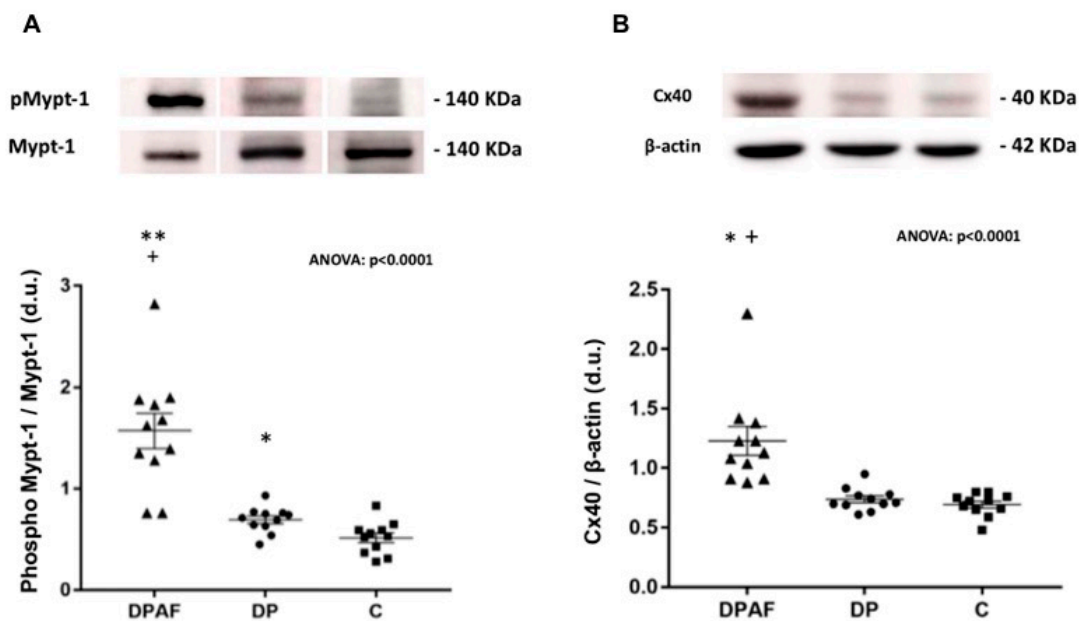 A
pMypt-1
- 140 KDa
Mypt-1
- 140 KDa
**
+
ANOVA: p<0.0001
Phospho Mypt-1 / Mypt-1 (d.u.)
3
2
*
1
0
DPAF DP C
B
Cx40
- 40 KDa
β-actin
- 42 KDa
* +
ANOVA: p<0.0001
Cx40 / β-actin (d.u.)
2.5
2.0
1.5
1.0
0.5
0.0
DPAF DP C